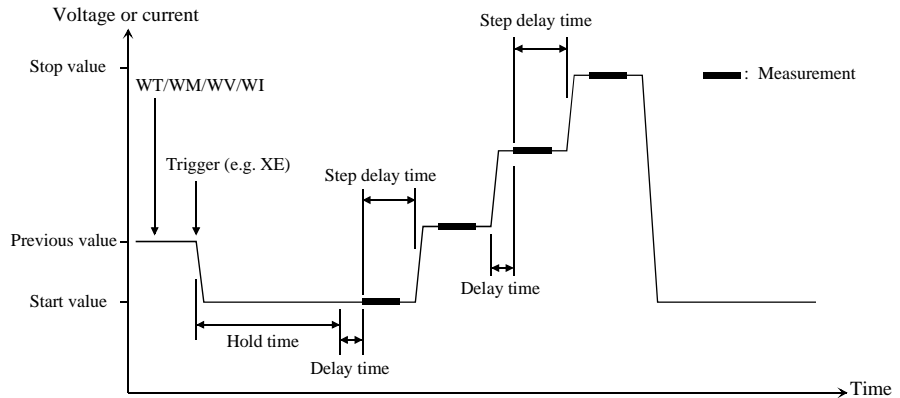 Voltage or current
Step delay time
Stop value
WT/WM/WV/WI
: Measurement
Trigger (e.g. XE)
Step delay time
Previous value
Delay time
Start value
Hold time
Delay time
Time